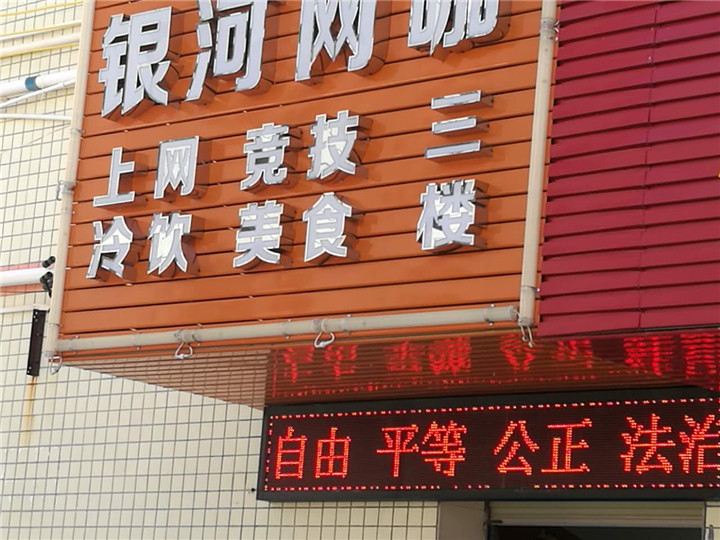 银河网咖
上网 竞技 三
冷饮 美食 楼
自由 平等 公正 法治